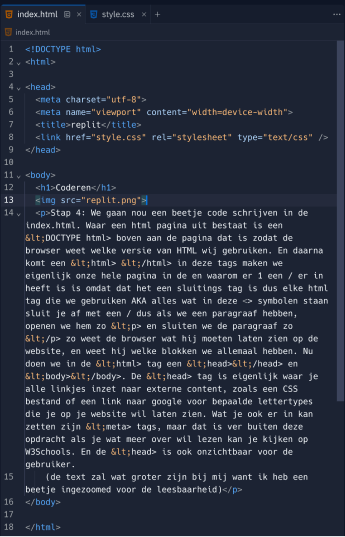 index.html × style.css × + ...
index.html
1 <!DOCTYPE html>
2 <html>
3
4 <head>
5 <meta charset="utf-8">
6 <meta name="viewport" content="width=device-width">
7 <title>replit</title>
8 <link href="style.css" rel="stylesheet" type="text/css" />
9 </head>
10
11 <body>
12 <h1>Coderen</h1>
13 <img src="replit.png">
14 <p>Stap 4: We gaan nou een beetje code schrijven in de
index.html. Waar een html pagina uit bestaat is een
&lt;DOCTYPE html> boven aan de pagina dat is zodat de
browser weet welke versie van HTML wij gebruiken. En daarna
komt een &lt;html> &lt;/html> in deze tags maken we
eigenlijk onze hele pagina in de en waarom er 1 een / er in
heeft is is omdat dat het een sluitings tag is dus elke html
tag die we gebruiken AKA alles wat in deze <> symbolen staan
sluit je af met een / dus als we een paragraaf hebben,
openen we hem zo &lt;p> en sluiten we de paragraaf zo
&lt;/p> zo weet de browser wat hij moeten laten zien op de
website, en weet hij welke blokken we allemaal hebben. Nu
doen we in de &lt;html> tag een &lt;head>&lt;/head> en
&lt;body>&lt;/body>. De &lt;head> tag is eigenlijk waar je
alle linkjes inzet naar externe content, zoals een CSS
bestand of een link naar google voor bepaalde lettertypes
die je op je website wil laten zien. Wat je ook er in kan
zetten zijn &lt;meta> tags, maar dat is ver buiten deze
opdracht als je wat meer over wil lezen kan je kijken op
W3Schools. En de &lt;head> is ook onzichtbaar voor de
gebruiker.
15 (de text zal wat groter zijn bij mij want ik heb een
beetje ingezoomed voor de leesbaarheid)</p>
16 </body>
17
18 </html>